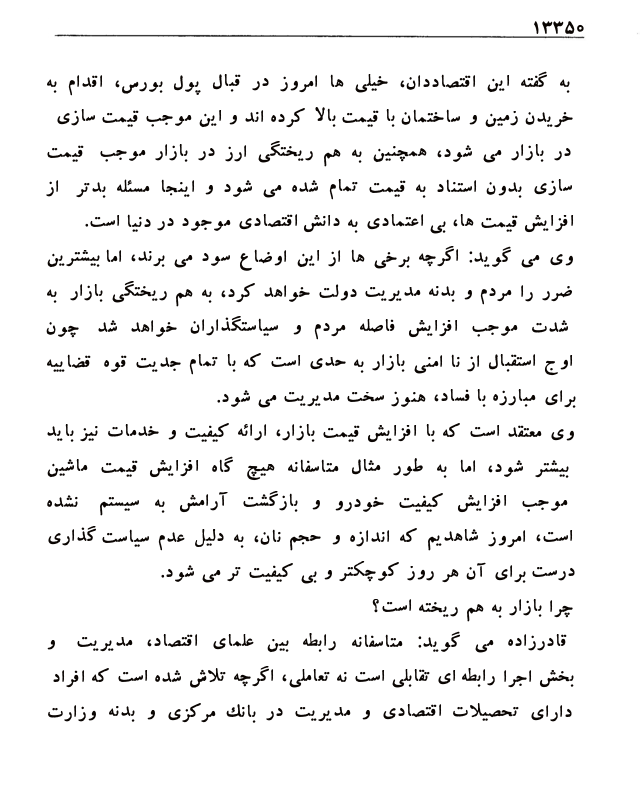 ۱۳۳۵۰
به گفته این اقتصاددان، خیلی ها امروز در قبال پول بورس، اقدام به
خریدن زمین و ساختمان با قیمت بالا کرده اند و این موجب قیمت سازی
در بازار می شود، همچنین به هم ریختگی ارز در بازار موجب قیمت
سازی بدون استناد به قیمت تمام شده می شود و اینجا مسئله بدتر از
افزایش قیمت ها، بی اعتمادی به دانش اقتصادی موجود در دنیا است.
وی می گوید: اگرچه برخی ها از این اوضاع سود می برند، اما بیشترین
ضرر را مردم و بدنه مدیریت دولت خواهد کرد، به هم ریختگی بازار به
شدت موجب افزایش فاصله مردم و سیاستگذاران خواهد شد چون
اوج استقبال از نا امنی بازار به حدی است که با تمام جدیت قوه قضاییه
برای مبارزه با فساد، هنوز سخت مدیریت می شود.
وی معتقد است که با افزایش قیمت بازار، ارائه کیفیت و خدمات نیز باید
بیشتر شود، اما به طور مثال متاسفانه هیچ گاه افزایش قیمت ماشین
موجب افزایش کیفیت خودرو و بازگشت آرامش به سیستم نشده
است، امروز شاهدیم که اندازه و حجم نان، به دلیل عدم سیاست گذاری
درست برای آن هر روز کوچکتر و بی کیفیت تر می شود.
چرا بازار به هم ریخته است؟
قادرزاده می گوید: متاسفانه رابطه بین علمای اقتصاد، مدیریت و
بخش اجرا رابطه ای تقابلی است نه تعاملی، اگرچه تلاش شده است که افراد
دارای تحصیلات اقتصادی و مدیریت در بانک مرکزی و بدنه وزارت